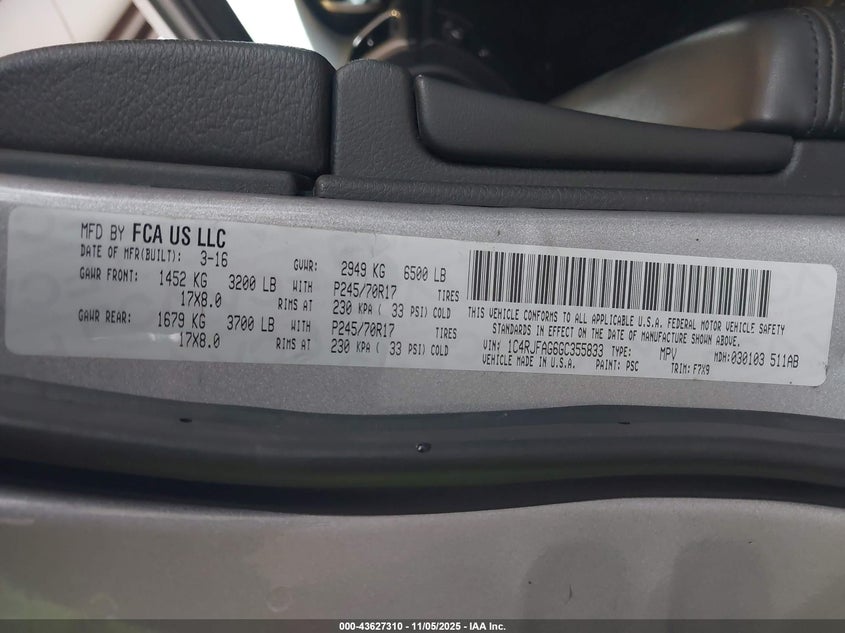 MFD BY FCA US LLC
DATE OF MFR(BUILT): 3-16 GVWR: 2949 KG 6500 LB
GAWR FRONT: 1452 KG 3200 LB WITH P245/70R17 TIRES
17X8.0 RIMS AT 230 KPA ( 33 PSI) COLD
GAWR REAR: 1679 KG 3700 LB WITH P245/70R17 TIRES
17X8.0 RIMS AT 230 KPA ( 33 PSI) COLD
THIS VEHICLE CONFORMS TO ALL APPLICABLE U.S.A. FEDERAL MOTOR VEHICLE SAFETY
STANDARDS IN EFFECT ON THE DATE OF MANUFACTURE SHOWN ABOVE.
VIN: 1C4RJFAG6GC355833 TYPE: MPV MDH:030103 511AB
VEHICLE MADE IN U.S.A. PAINT: PSC TRIM: F7X9
000-43627310 - 11/05/2025 - IAA Inc.